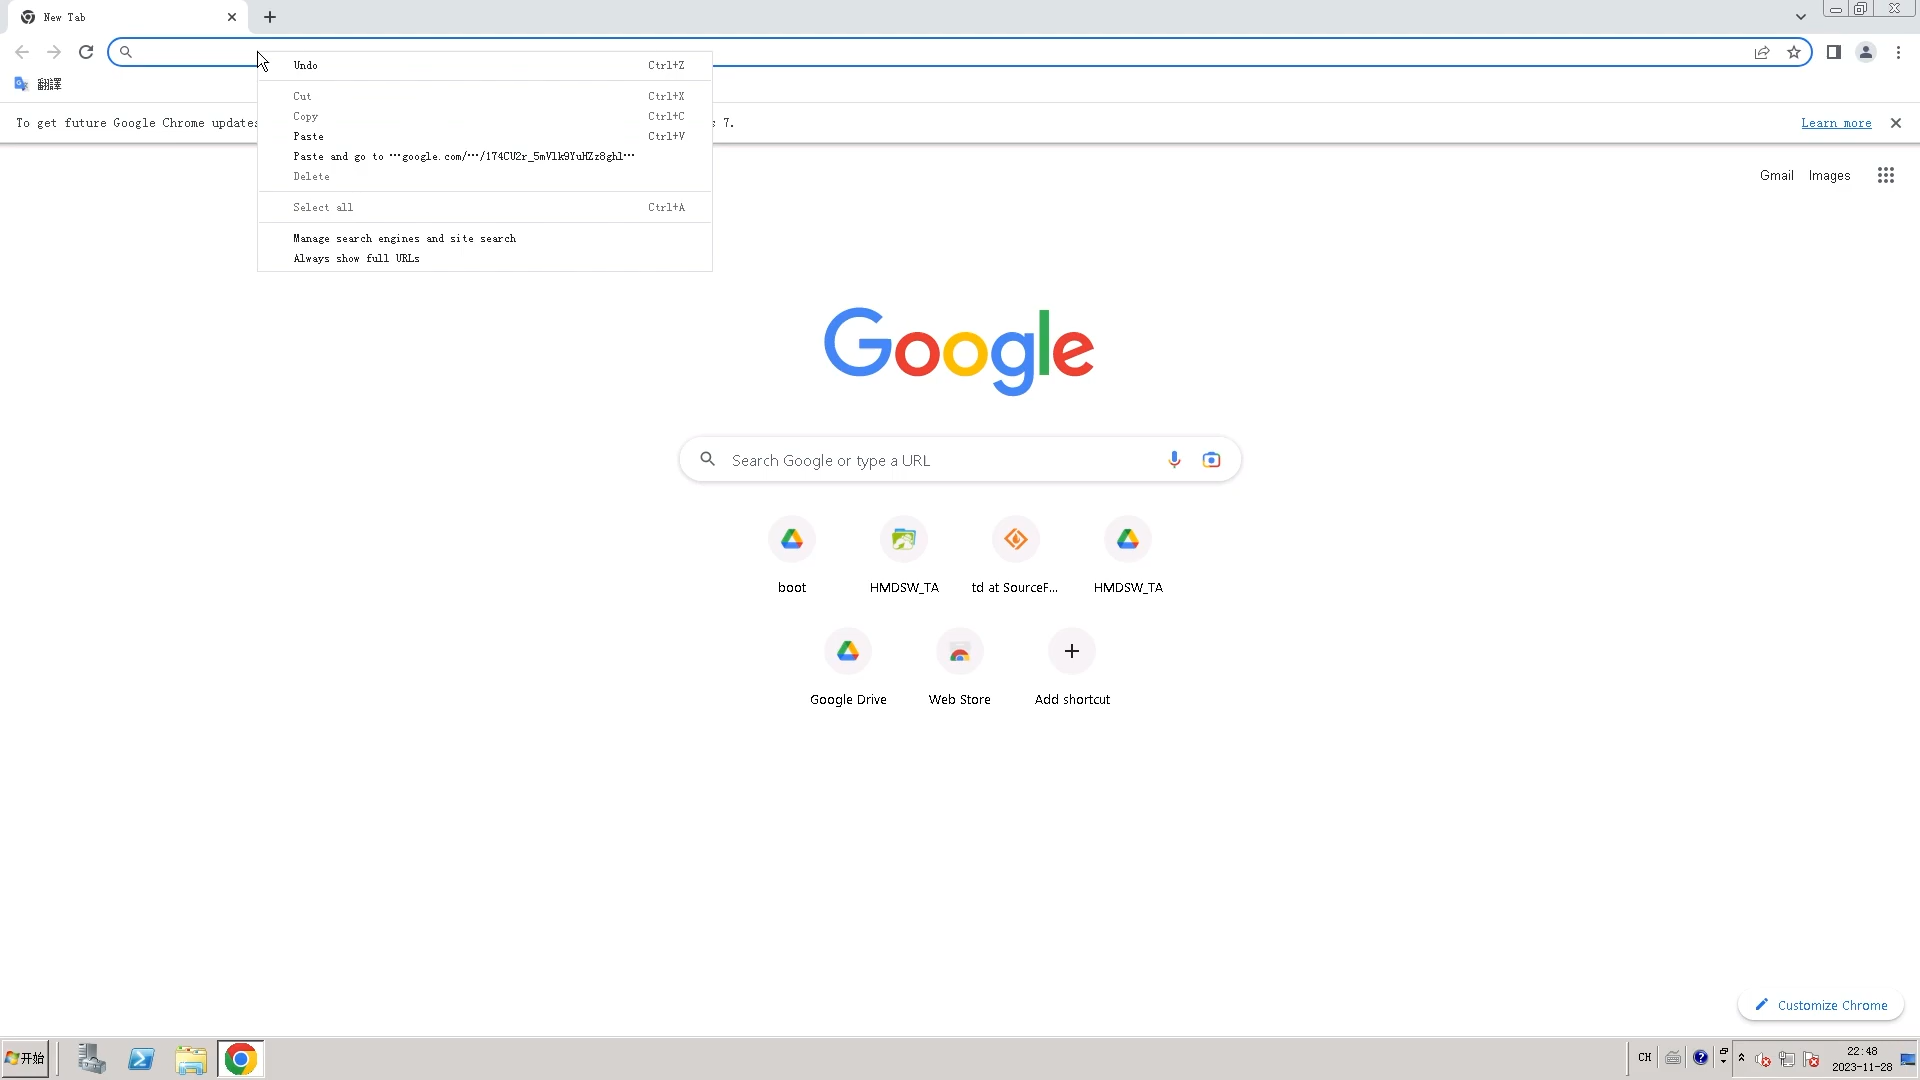 New Tab
翻譯
Undo Ctrl+Z
Cut Ctrl+X
Copy Ctrl+C
Paste Ctrl+V
Paste and go to …google.com/…/174CU2r_5mVlk9YuHZz8ghl…
Delete
Select all Ctrl+A
Manage search engines and site search
Always show full URLs
To get future Google Chrome updates
s 7.
Learn more
Gmail Images
Google
Search Google or type a URL
boot HMDSW_TA td at SourceF... HMDSW_TA
Google Drive Web Store Add shortcut
Customize Chrome
开始
CH
22:48
2023-11-28